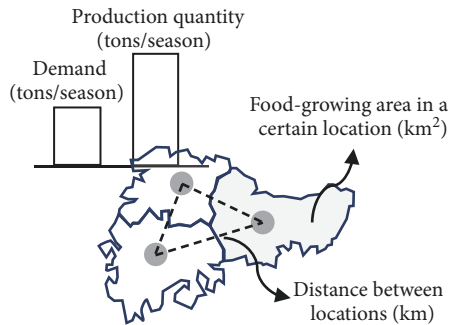 Production quantity
(tons/season)
Demand
(tons/season)
Food-growing area in a
certain location (km²)
Distance between
locations (km)